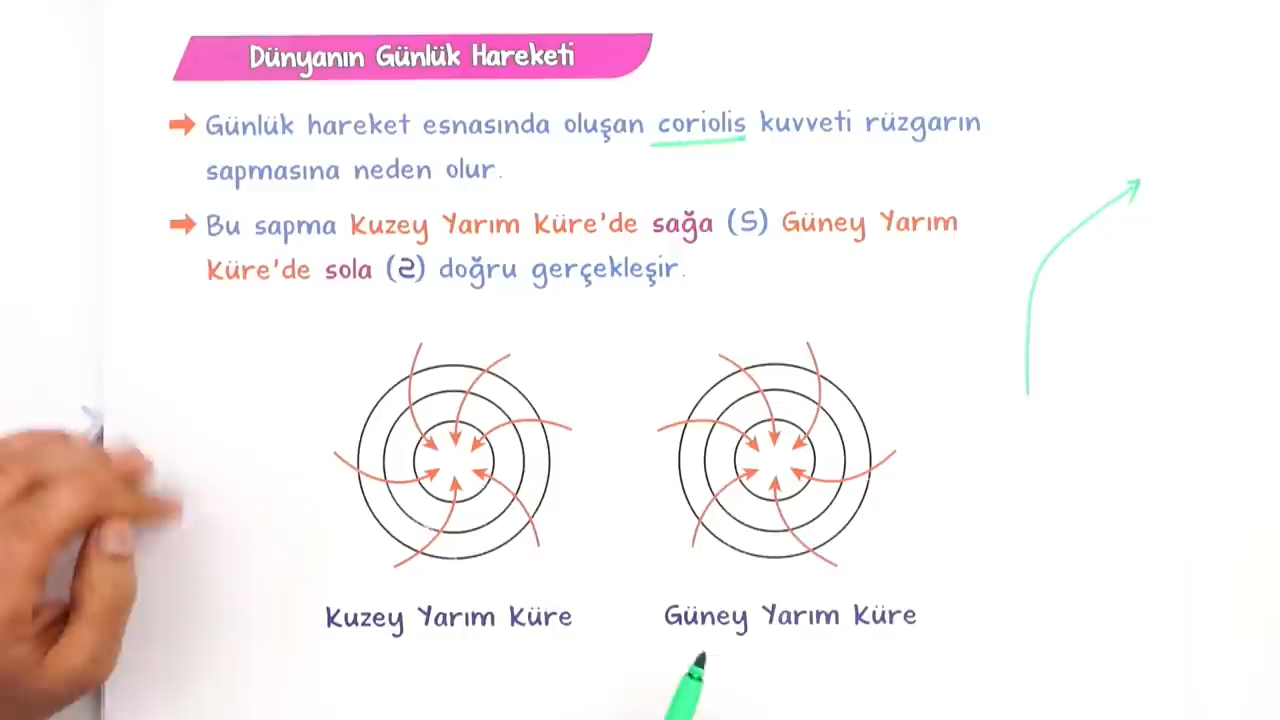 Dünyanın Günlük Hareketi
Günlük hareket esnasında oluşan coriolis kuvveti rüzgarın
sapmasına neden olur.
Bu sapma Kuzey Yarım Küre'de sağa (S) Güney Yarım
Küre'de sola (Ƨ) doğru gerçekleşir.
Kuzey Yarım Küre
Güney Yarım Küre